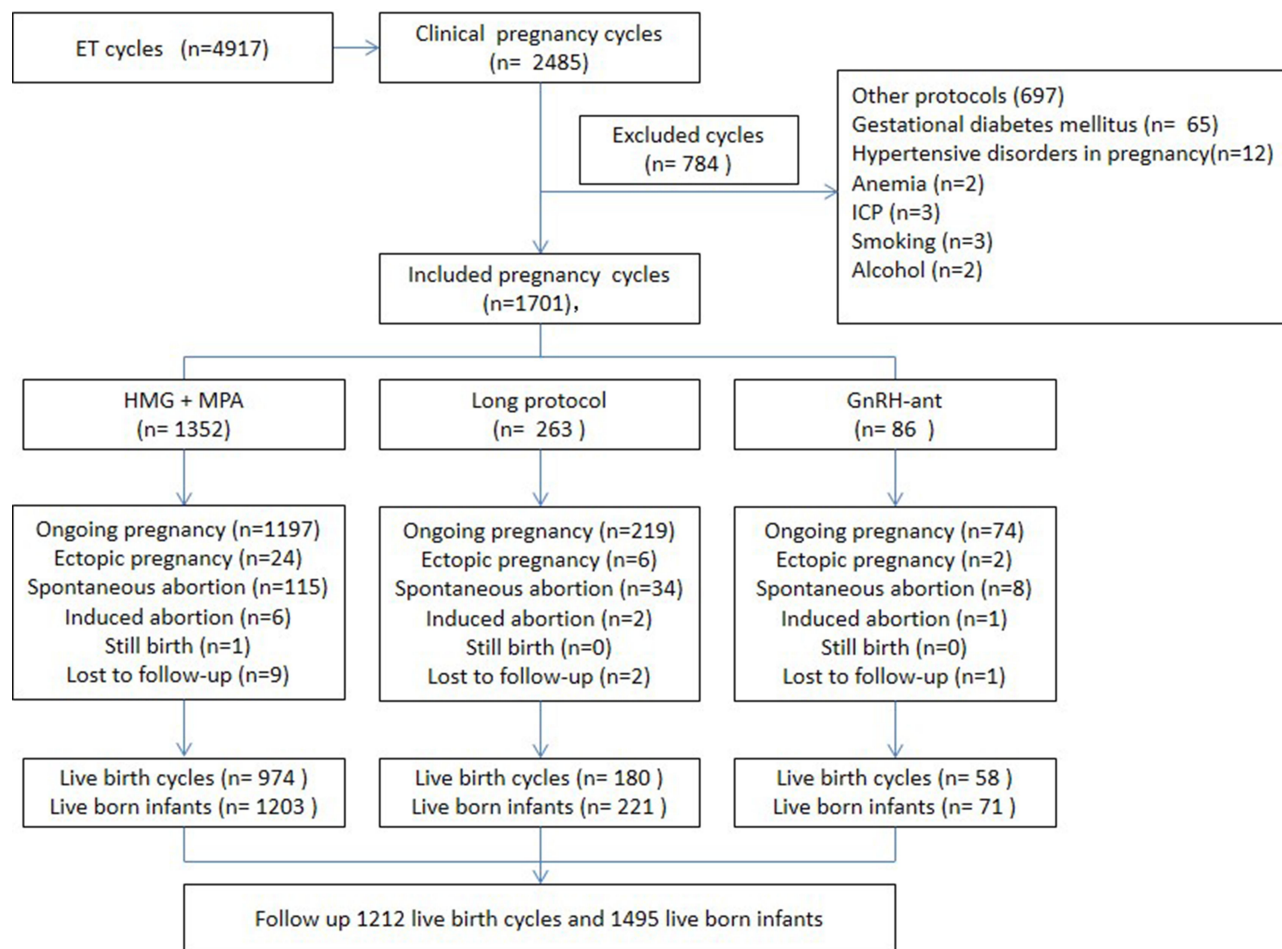 ET cycles (n=4917)
Clinical pregnancy cycles
(n= 2485)
Excluded cycles
(n= 784 )
Other protocols (697)
Gestational diabetes mellitus (n= 65)
Hypertensive disorders in pregnancy(n=12)
Anemia (n=2)
ICP (n=3)
Smoking (n=3)
Alcohol (n=2)
Included pregnancy cycles
(n=1701),
HMG + MPA
(n= 1352)
Long protocol
(n= 263 )
GnRH-ant
(n= 86 )
Ongoing pregnancy (n=1197)
Ectopic pregnancy (n=24)
Spontaneous abortion (n=115)
Induced abortion (n=6)
Still birth (n=1)
Lost to follow-up (n=9)
Ongoing pregnancy (n=219)
Ectopic pregnancy (n=6)
Spontaneous abortion (n=34)
Induced abortion (n=2)
Still birth (n=0)
Lost to follow-up (n=2)
Ongoing pregnancy (n=74)
Ectopic pregnancy (n=2)
Spontaneous abortion (n=8)
Induced abortion (n=1)
Still birth (n=0)
Lost to follow-up (n=1)
Live birth cycles (n= 974 )
Live born infants (n= 1203 )
Live birth cycles (n= 180 )
Live born infants (n= 221 )
Live birth cycles (n= 58 )
Live born infants (n= 71 )
Follow up 1212 live birth cycles and 1495 live born infants